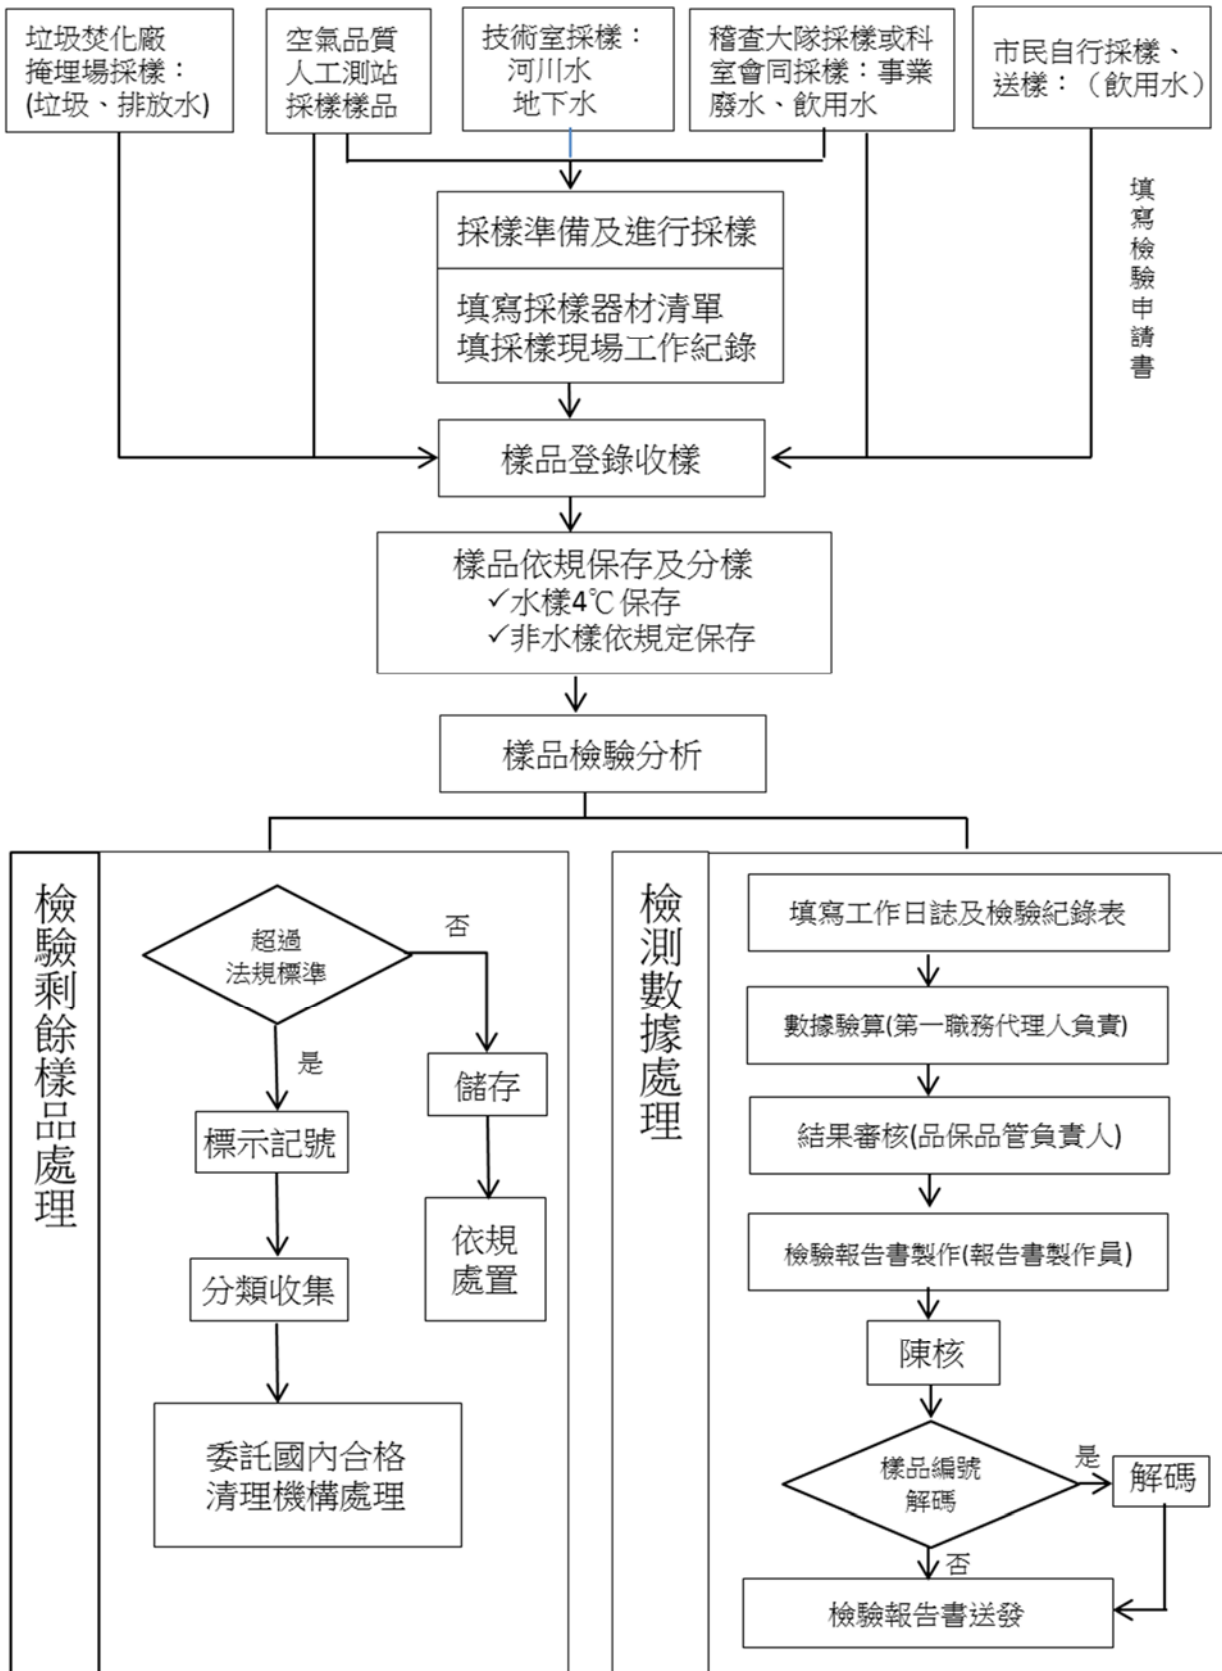 垃圾焚化廠
掩埋場採樣：
(垃圾、排放水)
空氣品質
人工測站
採樣樣品
技術室採樣：
河川水
地下水
稽查大隊採樣或科
室會同採樣：事業
廢水、飲用水
市民自行採樣、
送樣：（飲用水）
填寫檢驗申請書
採樣準備及進行採樣
填寫採樣器材清單
填採樣現場工作紀錄
樣品登錄收樣
樣品依規保存及分樣
✓水樣4℃保存
✓非水樣依規定保存
樣品檢驗分析
檢驗剩餘樣品處理
超過
法規標準
否
是
儲存
標示記號
依規
處置
分類收集
委託國內合格
清理機構處理
檢測數據處理
填寫工作日誌及檢驗紀錄表
數據驗算(第一職務代理人負責)
結果審核(品保品管負責人)
檢驗報告書製作(報告書製作員)
陳核
樣品編號
解碼
是
解碼
否
檢驗報告書送發